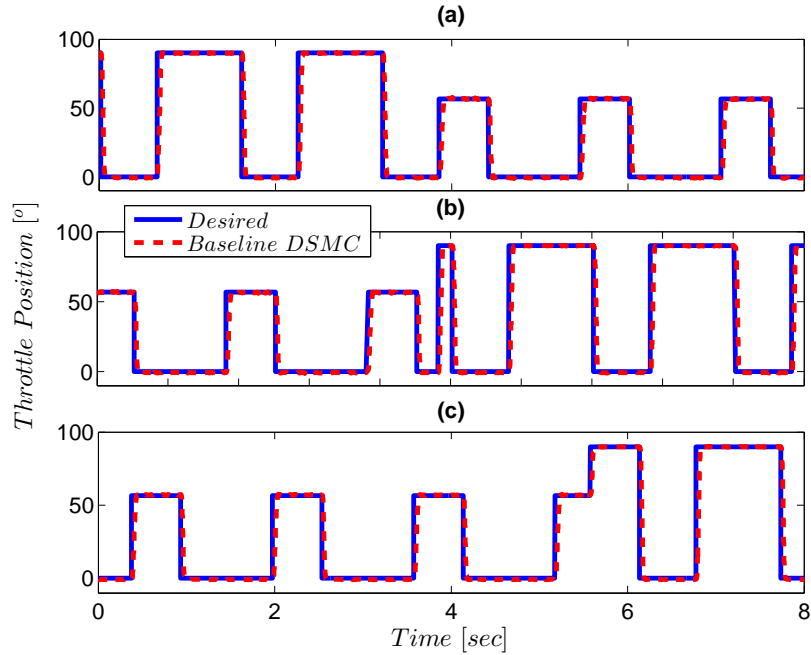 (a)
100
50
0
Desired
Baseline DSMC
(b)
100
50
0
Throttle Position [°]
(c)
100
50
0
0 2 4 6 8
Time [sec]